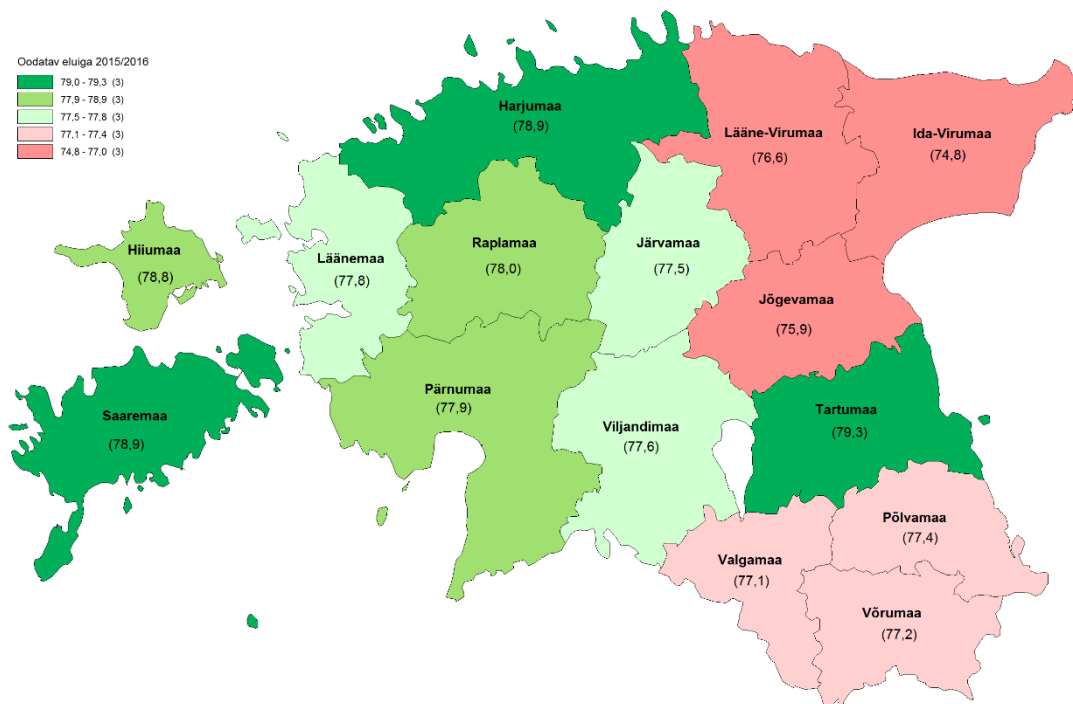 Oodatav eluiga 2015/2016
79,0 - 79,3 (3)
77,9 - 78,9 (3)
77,5 - 77,8 (3)
77,1 - 77,4 (3)
74,8 - 77,0 (3)
Harjumaa
(78,9)
Lääne-Virumaa
(76,6)
Ida-Virumaa
(74,8)
Hiiumaa
(78,8)
Läänemaa
(77,8)
Raplamaa
(78,0)
Järvamaa
(77,5)
Jõgevamaa
(75,9)
Saaremaa
(78,9)
Pärnumaa
(77,9)
Viljandimaa
(77,6)
Tartumaa
(79,3)
Valgamaa
(77,1)
Põlvamaa
(77,4)
Võrumaa
(77,2)